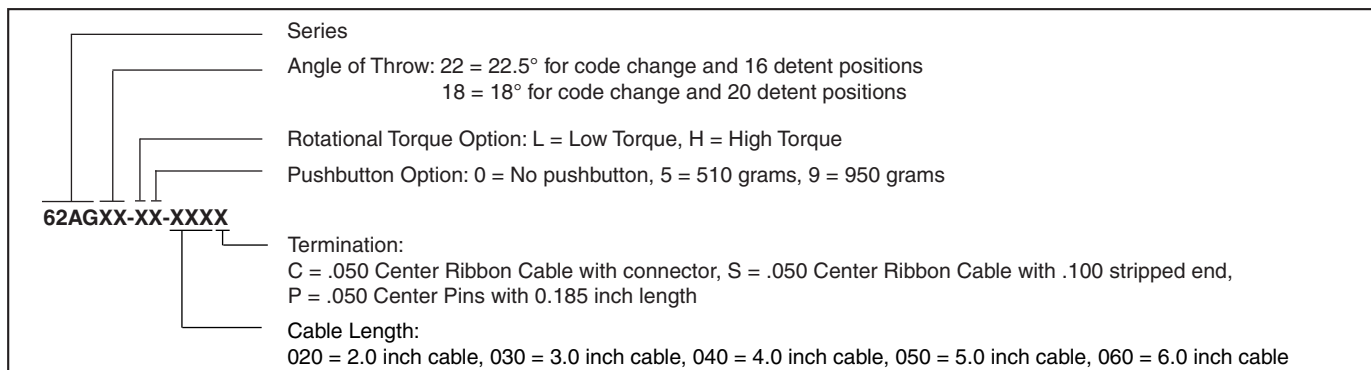 Series
Angle of Throw: 22 = 22.5° for code change and 16 detent positions
18 = 18° for code change and 20 detent positions
Rotational Torque Option: L = Low Torque, H = High Torque
Pushbutton Option: 0 = No pushbutton, 5 = 510 grams, 9 = 950 grams
62AGXX-XX-XXXX
Termination:
C = .050 Center Ribbon Cable with connector, S = .050 Center Ribbon Cable with .100 stripped end,
P = .050 Center Pins with 0.185 inch length
Cable Length:
020 = 2.0 inch cable, 030 = 3.0 inch cable, 040 = 4.0 inch cable, 050 = 5.0 inch cable, 060 = 6.0 inch cable